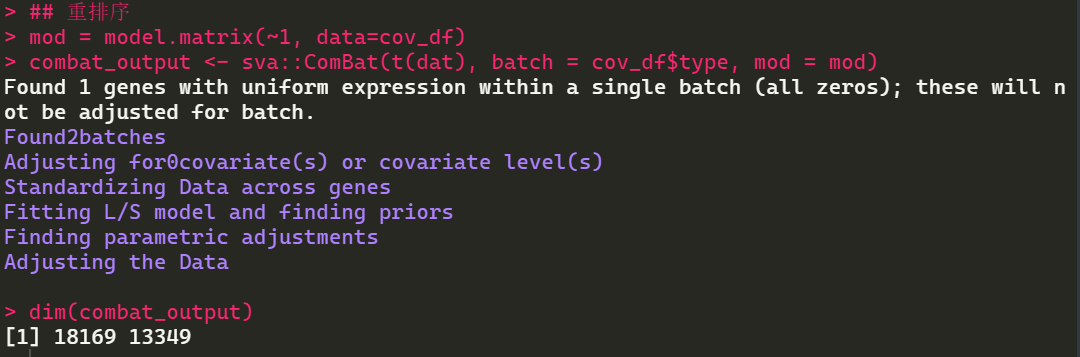 > ## 重排序
> mod = model.matrix(~1, data=cov_df)
> combat_output <- sva::ComBat(t(dat), batch = cov_df$type, mod = mod)
Found 1 genes with uniform expression within a single batch (all zeros); these will n
ot be adjusted for batch.
Found2batches
Adjusting for0covariate(s) or covariate level(s)
Standardizing Data across genes
Fitting L/S model and finding priors
Finding parametric adjustments
Adjusting the Data
> dim(combat_output)
[1] 18169 13349